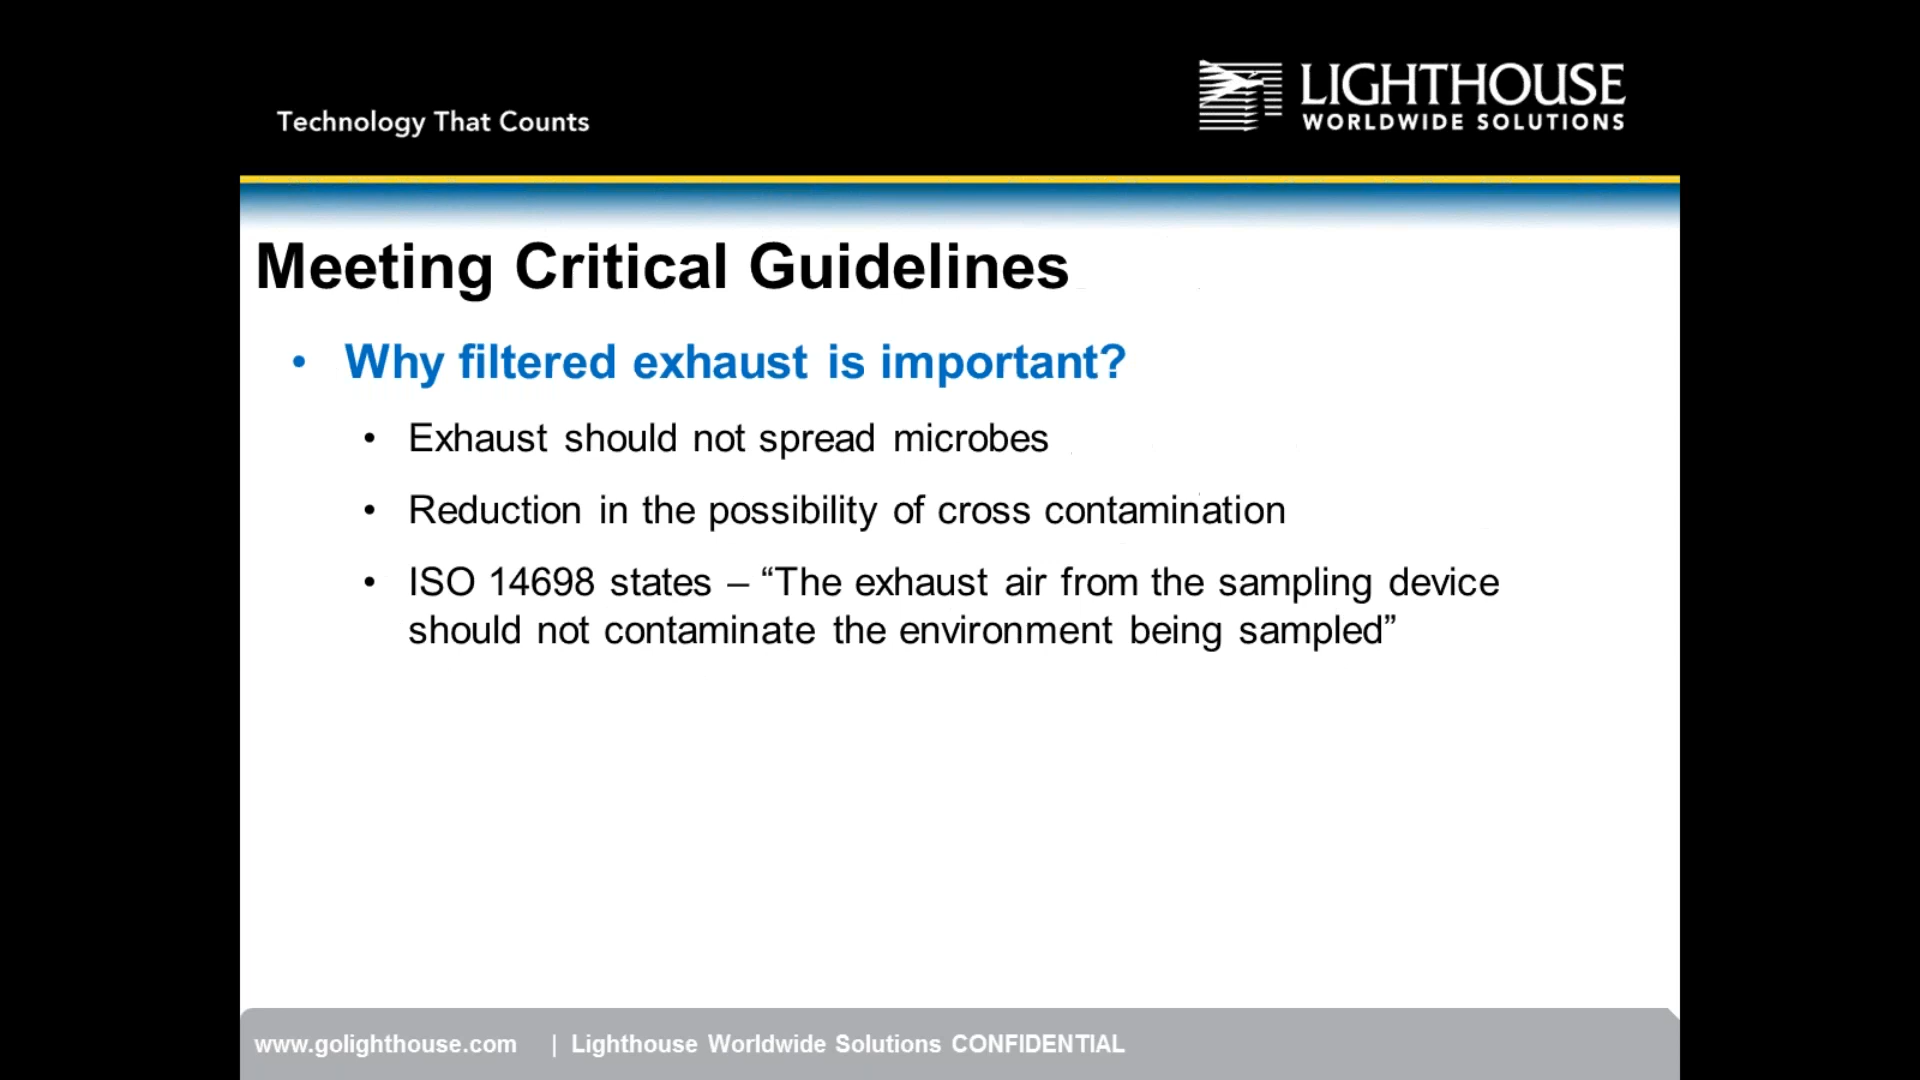 Technology That Counts
LIGHTHOUSE
WORLDWIDE SOLUTIONS
Meeting Critical Guidelines
• Why filtered exhaust is important?
• Exhaust should not spread microbes
• Reduction in the possibility of cross contamination
• ISO 14698 states – “The exhaust air from the sampling device
should not contaminate the environment being sampled”
www.golighthouse.com | Lighthouse Worldwide Solutions CONFIDENTIAL